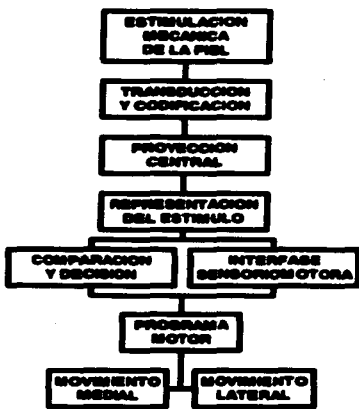 ESTIMULACION
MECANICA
DE LA PIEL
TRANSDUCCION
Y CODIFICACION
PROYECCION
CENTRAL
REPRESENTACION
DEL ESTIMULO
COMPARACION
Y DECISION
INTERFASE
SENSORIOMOTORA
PROGRAMA
MOTOR
MOVIMIENTO
MEDIAL
MOVIMIENTO
LATERAL